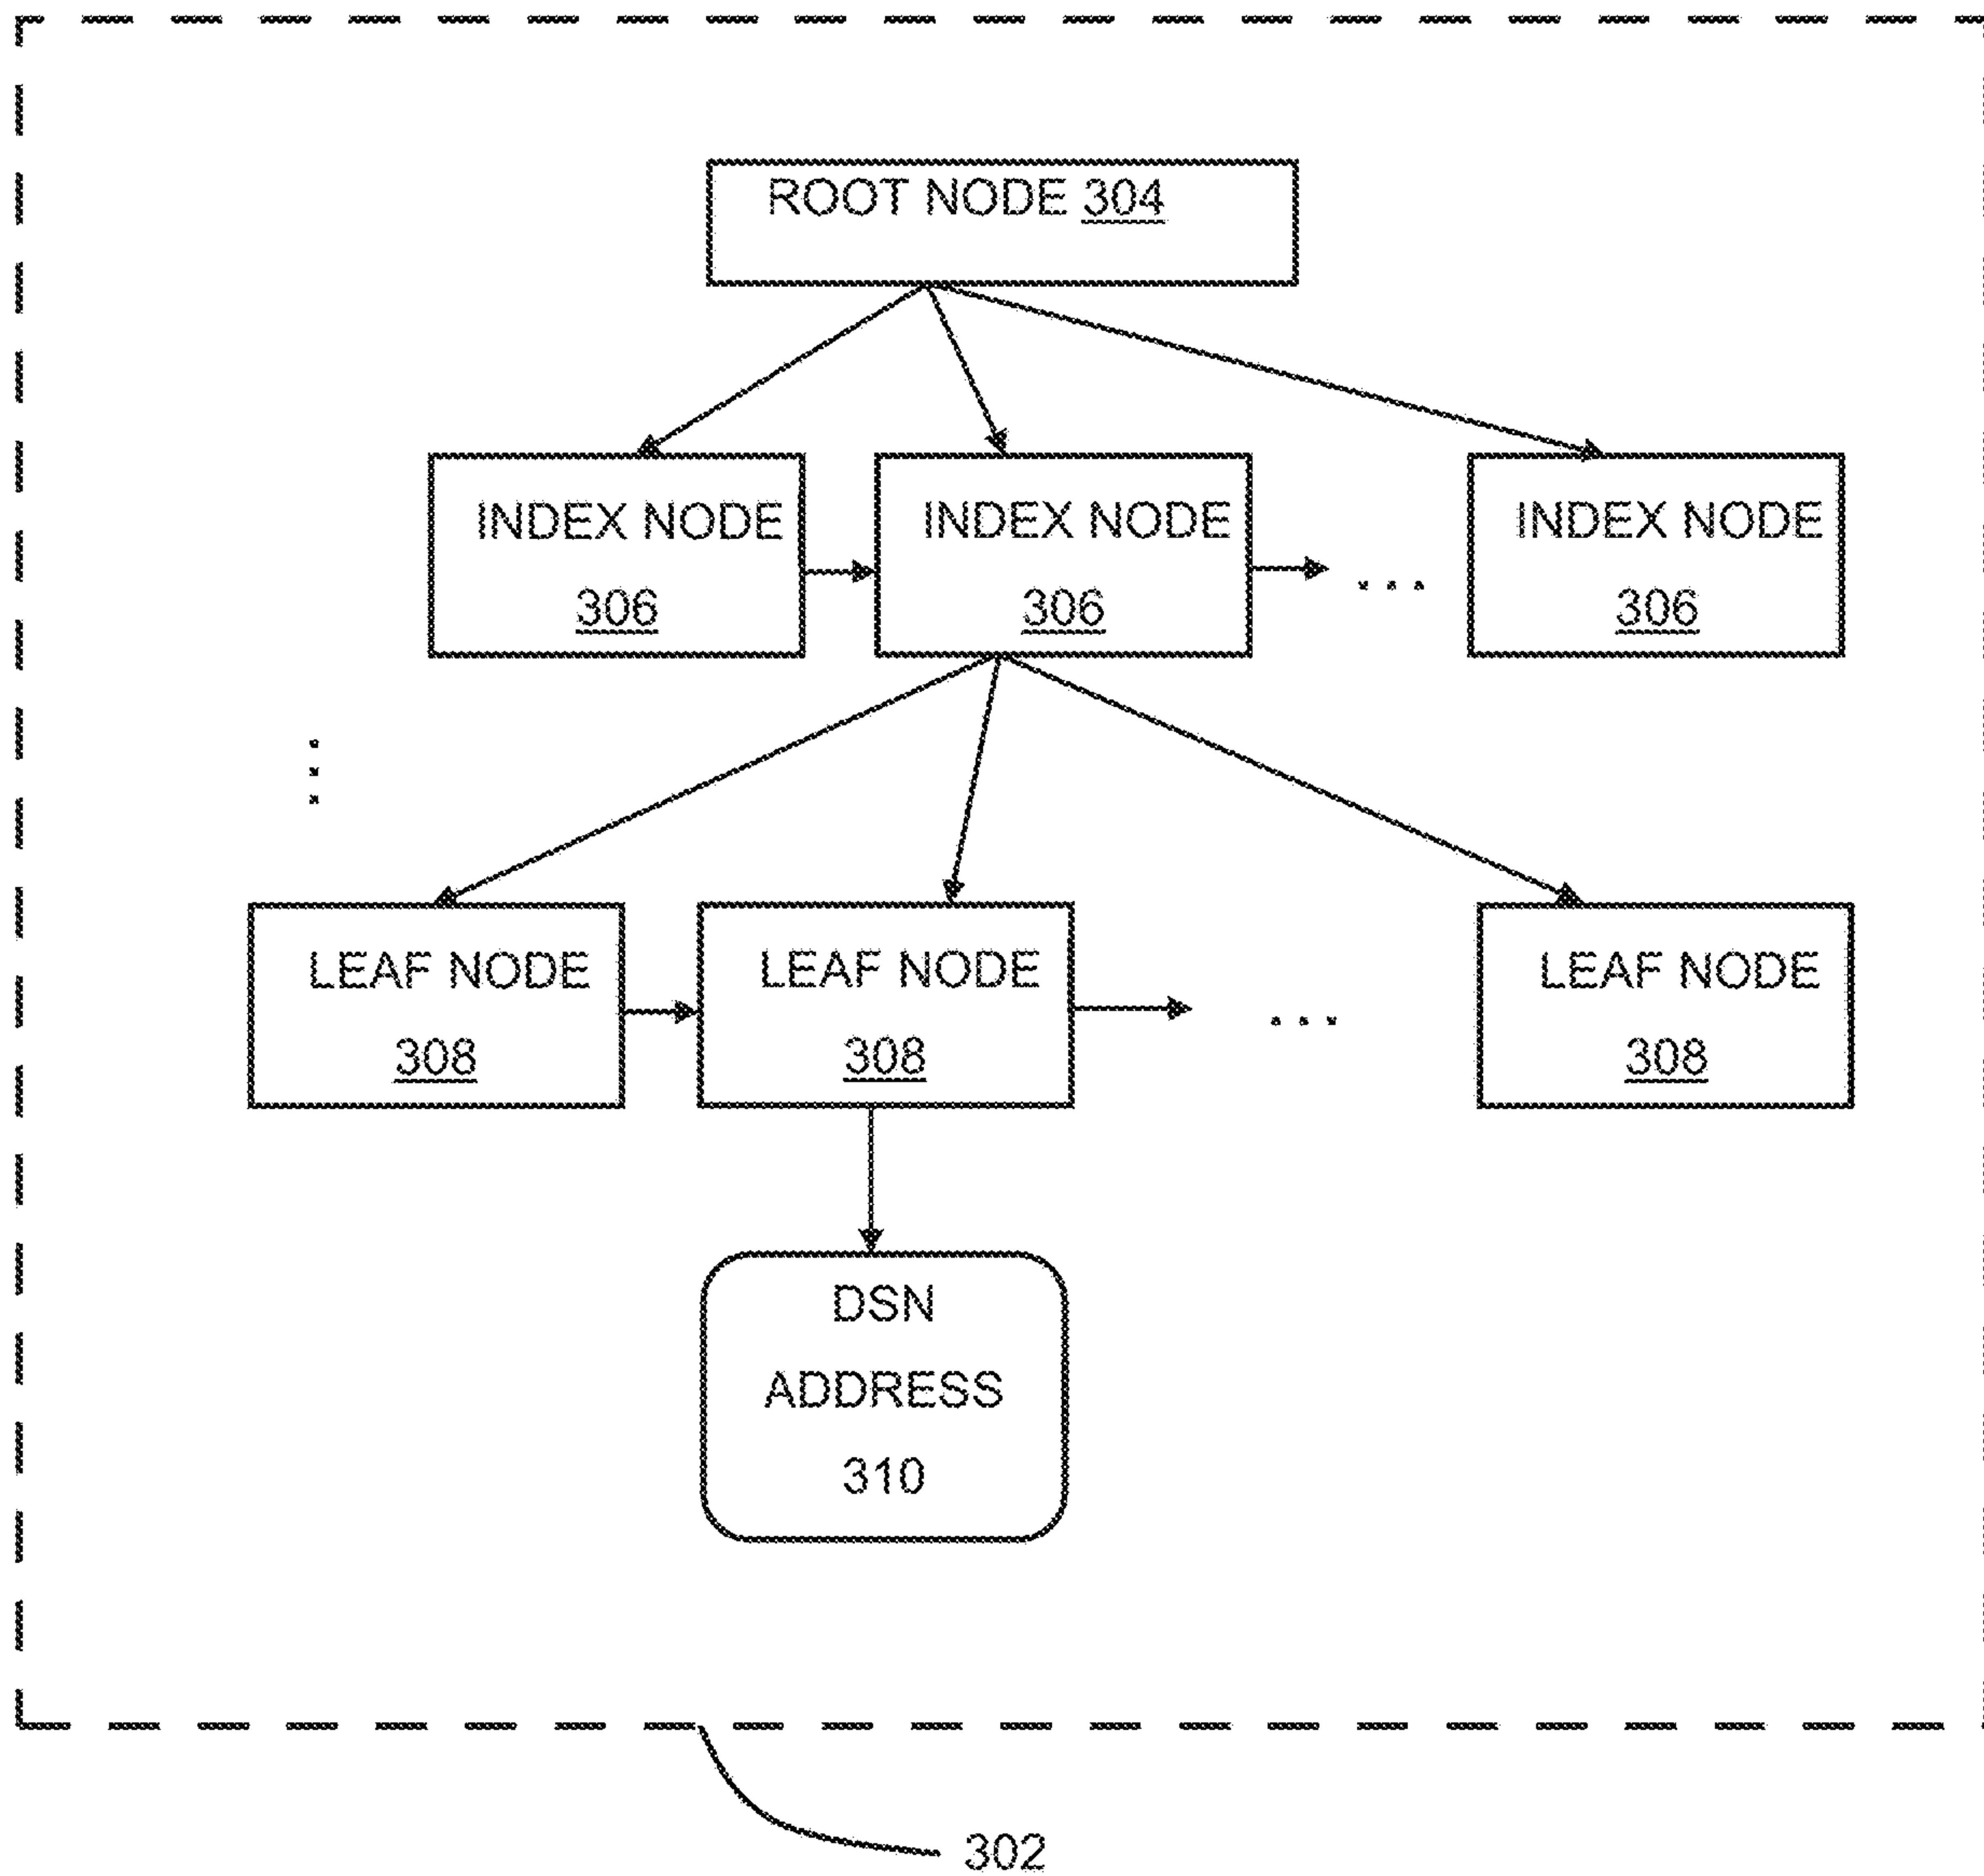 ROOT NODE 304
INDEX NODE
306
INDEX NODE
306
...
INDEX NODE
306
...
LEAF NODE
308
LEAF NODE
308
...
LEAF NODE
308
DSN
ADDRESS
310
302